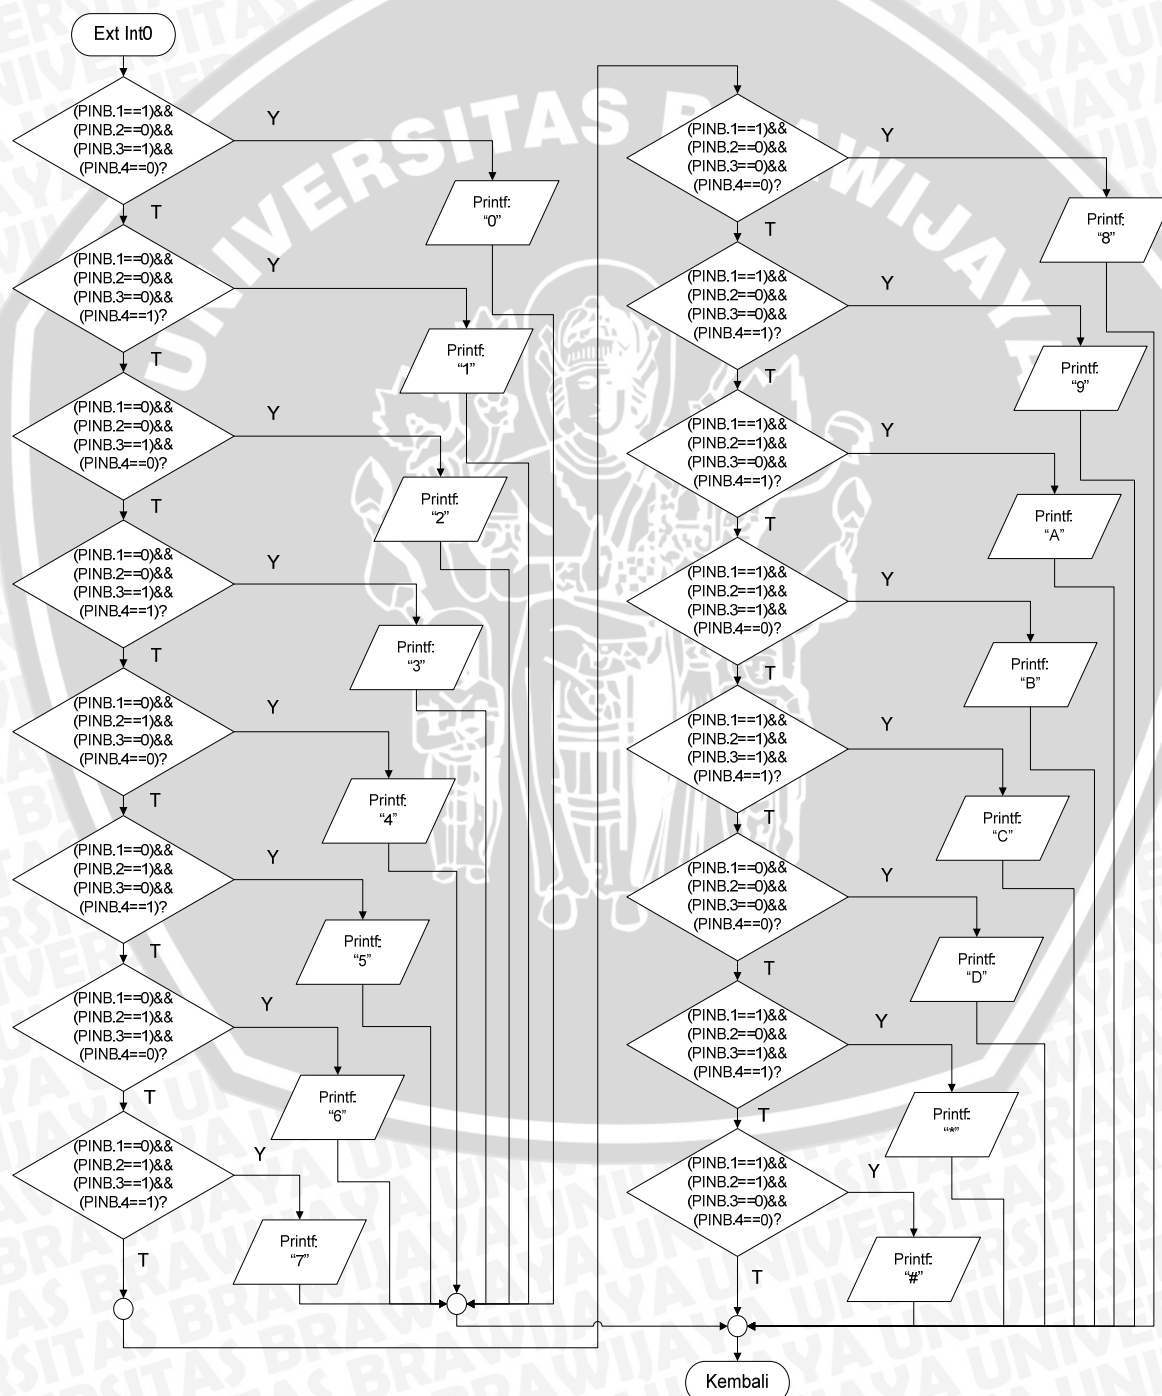 Ext Int0
(PINB.1==1)&&
(PINB.2==0)&&
(PINB.3==1)&&
(PINB.4==0)?
Y
Printf:
“0”
T
(PINB.1==0)&&
(PINB.2==0)&&
(PINB.3==0)&&
(PINB.4==1)?
Y
Printf:
“1”
T
(PINB.1==0)&&
(PINB.2==0)&&
(PINB.3==1)&&
(PINB.4==0)?
Y
Printf:
“2”
T
(PINB.1==0)&&
(PINB.2==0)&&
(PINB.3==1)&&
(PINB.4==1)?
Y
Printf:
“3”
T
(PINB.1==0)&&
(PINB.2==1)&&
(PINB.3==0)&&
(PINB.4==0)?
Y
Printf:
“4”
T
(PINB.1==0)&&
(PINB.2==1)&&
(PINB.3==0)&&
(PINB.4==1)?
Y
Printf:
“5”
T
(PINB.1==0)&&
(PINB.2==1)&&
(PINB.3==1)&&
(PINB.4==0)?
Y
Printf:
“6”
T
(PINB.1==0)&&
(PINB.2==1)&&
(PINB.3==1)&&
(PINB.4==1)?
Y
Printf:
“7”
T
(PINB.1==1)&&
(PINB.2==0)&&
(PINB.3==0)&&
(PINB.4==0)?
Y
Printf:
“8”
T
(PINB.1==1)&&
(PINB.2==0)&&
(PINB.3==0)&&
(PINB.4==1)?
Y
Printf:
“9”
T
(PINB.1==1)&&
(PINB.2==1)&&
(PINB.3==0)&&
(PINB.4==1)?
Y
Printf:
“A”
T
(PINB.1==1)&&
(PINB.2==1)&&
(PINB.3==1)&&
(PINB.4==0)?
Y
Printf:
“B”
T
(PINB.1==1)&&
(PINB.2==1)&&
(PINB.3==1)&&
(PINB.4==1)?
Y
Printf:
“C”
T
(PINB.1==0)&&
(PINB.2==0)&&
(PINB.3==0)&&
(PINB.4==0)?
Y
Printf:
“D”
T
(PINB.1==1)&&
(PINB.2==0)&&
(PINB.3==1)&&
(PINB.4==1)?
Y
Printf:
“*”
T
(PINB.1==1)&&
(PINB.2==1)&&
(PINB.3==0)&&
(PINB.4==0)?
Y
Printf:
“#”
T
Kembali
UNIVERSITAS BRAWIJAYA